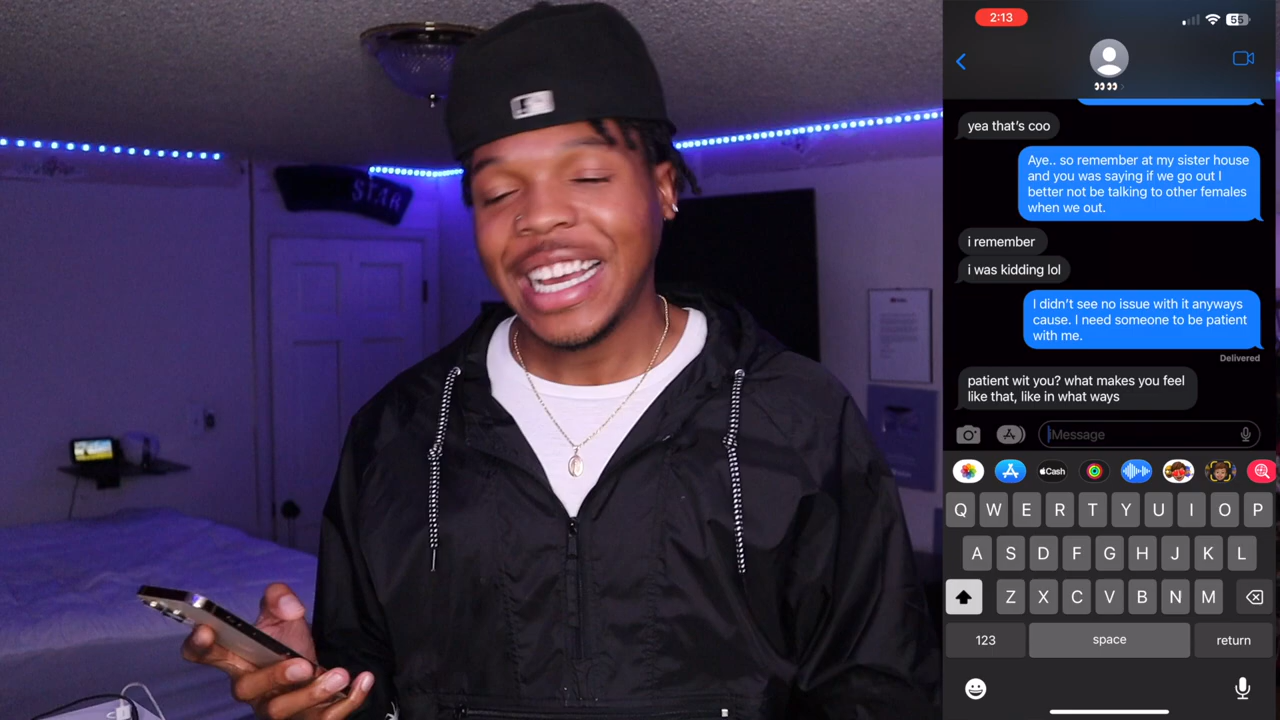 STAR
2:13
55
👀👀
yea that's coo
Aye.. so remember at my sister house
and you was saying if we go out I
better not be talking to other females
when we out.
i remember
i was kidding lol
I didn't see no issue with it anyways
cause. I need someone to be patient
with me.
Delivered
patient wit you? what makes you feel
like that, like in what ways
iMessage
Cash
Q W E R T Y U I O P
A S D F G H J K L
Z X C V B N M
123
space
return